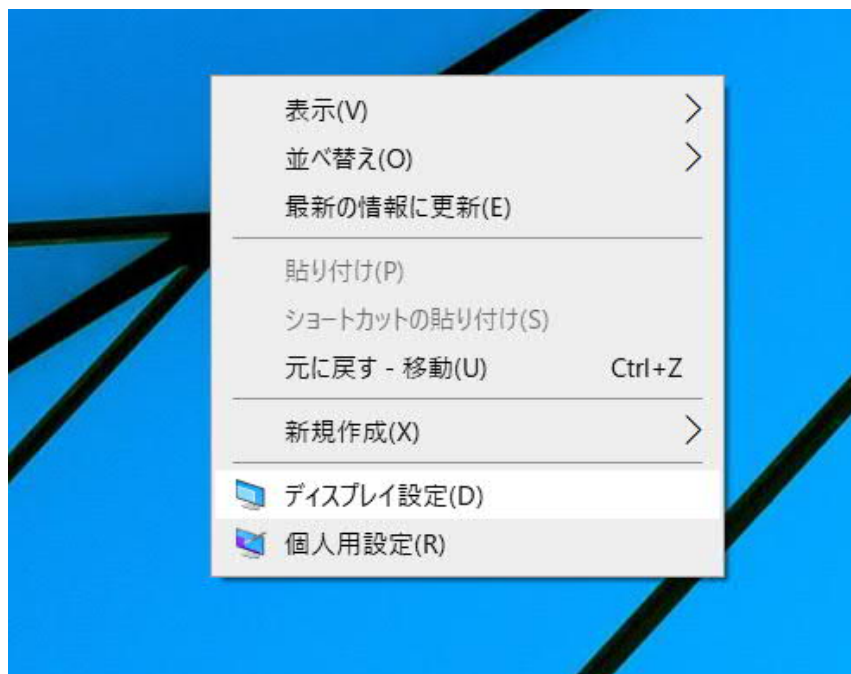 表示(V)
並べ替え(O)
最新の情報に更新(E)
貼り付け(P)
ショートカットの貼り付け(S)
元に戻す - 移動(U) Ctrl+Z
新規作成(X)
ディスプレイ設定(D)
個人用設定(R)